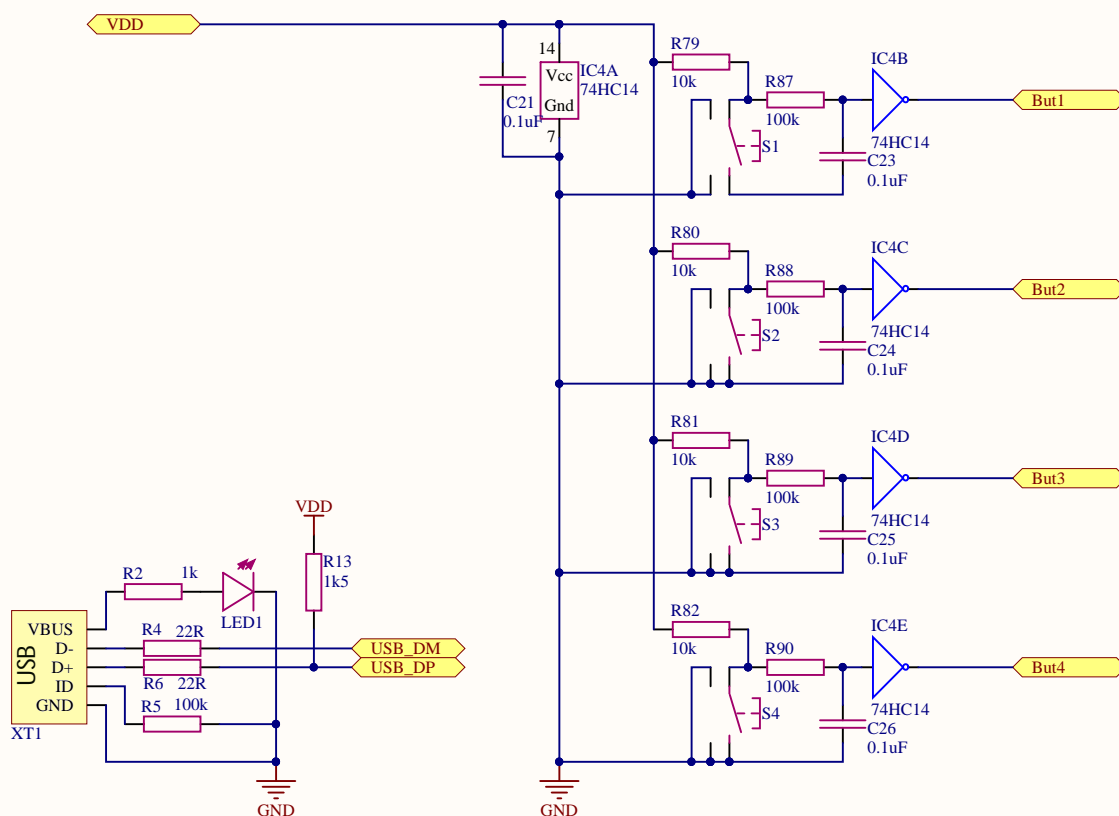 VDD
14
Vcc
Gnd
7
IC4A
74HC14
C21
0.1uF
R79
10k
R87
100k
S1
IC4B
74HC14
C23
0.1uF
But1
R80
10k
R88
100k
S2
IC4C
74HC14
C24
0.1uF
But2
R81
10k
R89
100k
S3
IC4D
74HC14
C25
0.1uF
But3
R82
10k
R90
100k
S4
IC4E
74HC14
C26
0.1uF
But4
VDD
R13
1k5
R2 1k
LED1
USB
VBUS
D-
D+
ID
GND
XT1
R4 22R
R6 22R
R5 100k
USB_DM
USB_DP
GND
GND